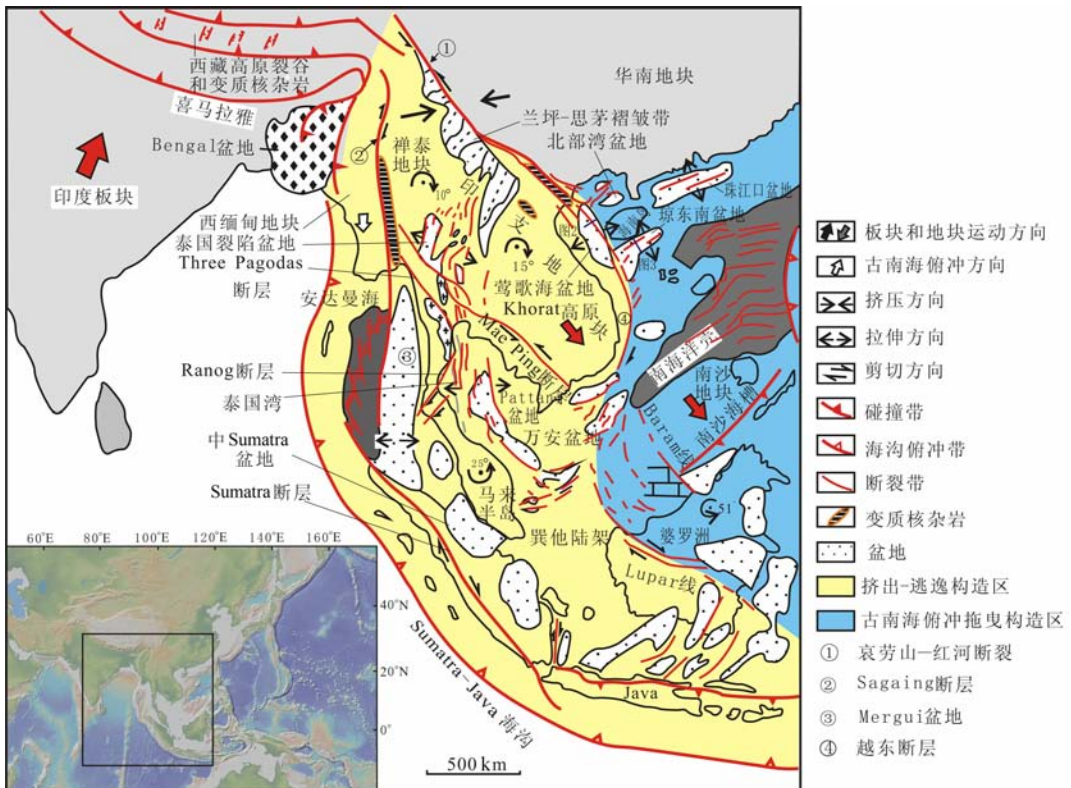 西藏高原裂谷
和变质核杂岩
喜马拉雅
Bengal盆地
印度板块
①
华南地块
兰坪-思茅褶皱带
北部湾盆地
②
禅泰
地块
10°
印
支
地
块
15°
珠江口盆地
琼东南盆地
海南岛
图2
图3
西缅甸地块
泰国裂陷盆地
Three Pagodas
断层
安达曼海
莺歌海盆地
Khorat高原
④
③
Mae Ping断层
南海洋壳
Ranog断层
泰国湾
Pattani
盆地
万安盆地
南沙
地块
南沙海槽
Baram线
中Sumatra
盆地
Sumatra断层
25°
马来
半岛
巽他陆架
51
婆罗洲
Lupar线
Sumatra-Java海沟
Java
500 km
60°E
80°E
100°E
120°E
140°E
160°E
40°N
20°N
0°
板块和地块运动方向
古南海俯冲方向
挤压方向
拉伸方向
剪切方向
碰撞带
海沟俯冲带
断裂带
变质核杂岩
盆地
挤出-逃逸构造区
古南海俯冲拖曳构造区
① 哀劳山—红河断裂
② Sagaing断层
③ Mergui盆地
④ 越东断层